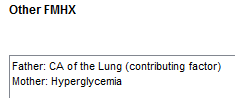 Other FMHX
Father: CA of the Lung (contributing factor)
Mother: Hyperglycemia